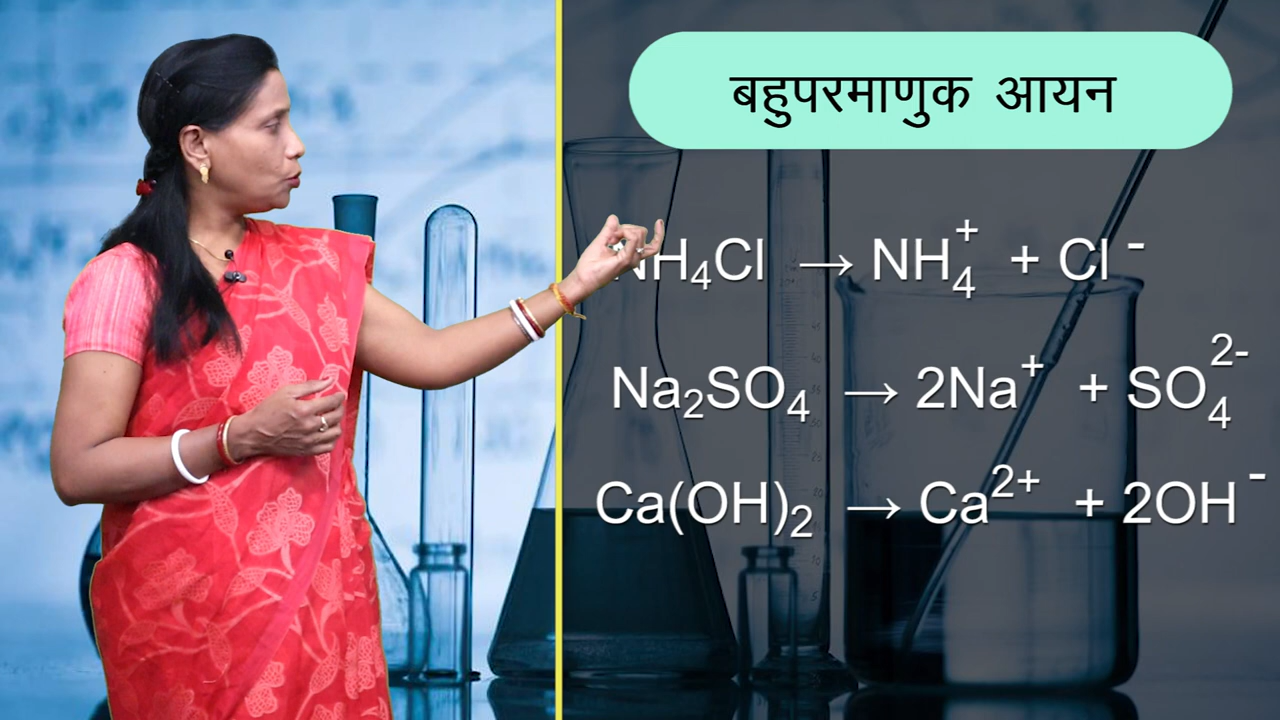 बहुपरमाणुक आयन
NH₄Cl → NH₄⁺ + Cl⁻
Na₂SO₄ → 2Na⁺ + SO₄²⁻
Ca(OH)₂ → Ca²⁺ + 2OH⁻